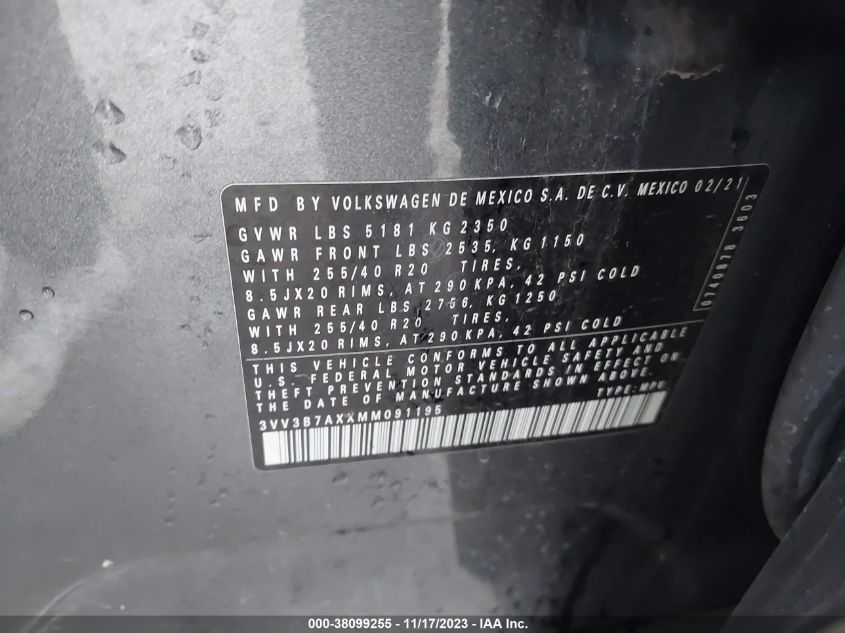 MFD BY VOLKSWAGEN DE MEXICO S.A. DE C.V. MEXICO 02/21
GVWR LBS 5181 KG 2350
GAWR FRONT LBS 2535, KG 1150
WITH 255/40 R20 TIRES,
8.5JX20 RIMS, AT 290 KPA, 42 PSI COLD
GAWR REAR LBS 2756, KG 1250
WITH 255/40 R20 TIRES,
8.5JX20 RIMS, AT 290 KPA, 42 PSI COLD
THIS VEHICLE CONFORMS TO ALL APPLICABLE
U.S. FEDERAL MOTOR VEHICLE SAFETY AND
THEFT PREVENTION STANDARDS IN EFFECT ON
THE DATE OF MANUFACTURE SHOWN ABOVE.
TYPE: MPV
3VV3B7AXXMM091195
0740878 3603
000-38099255 - 11/17/2023 - IAA Inc.